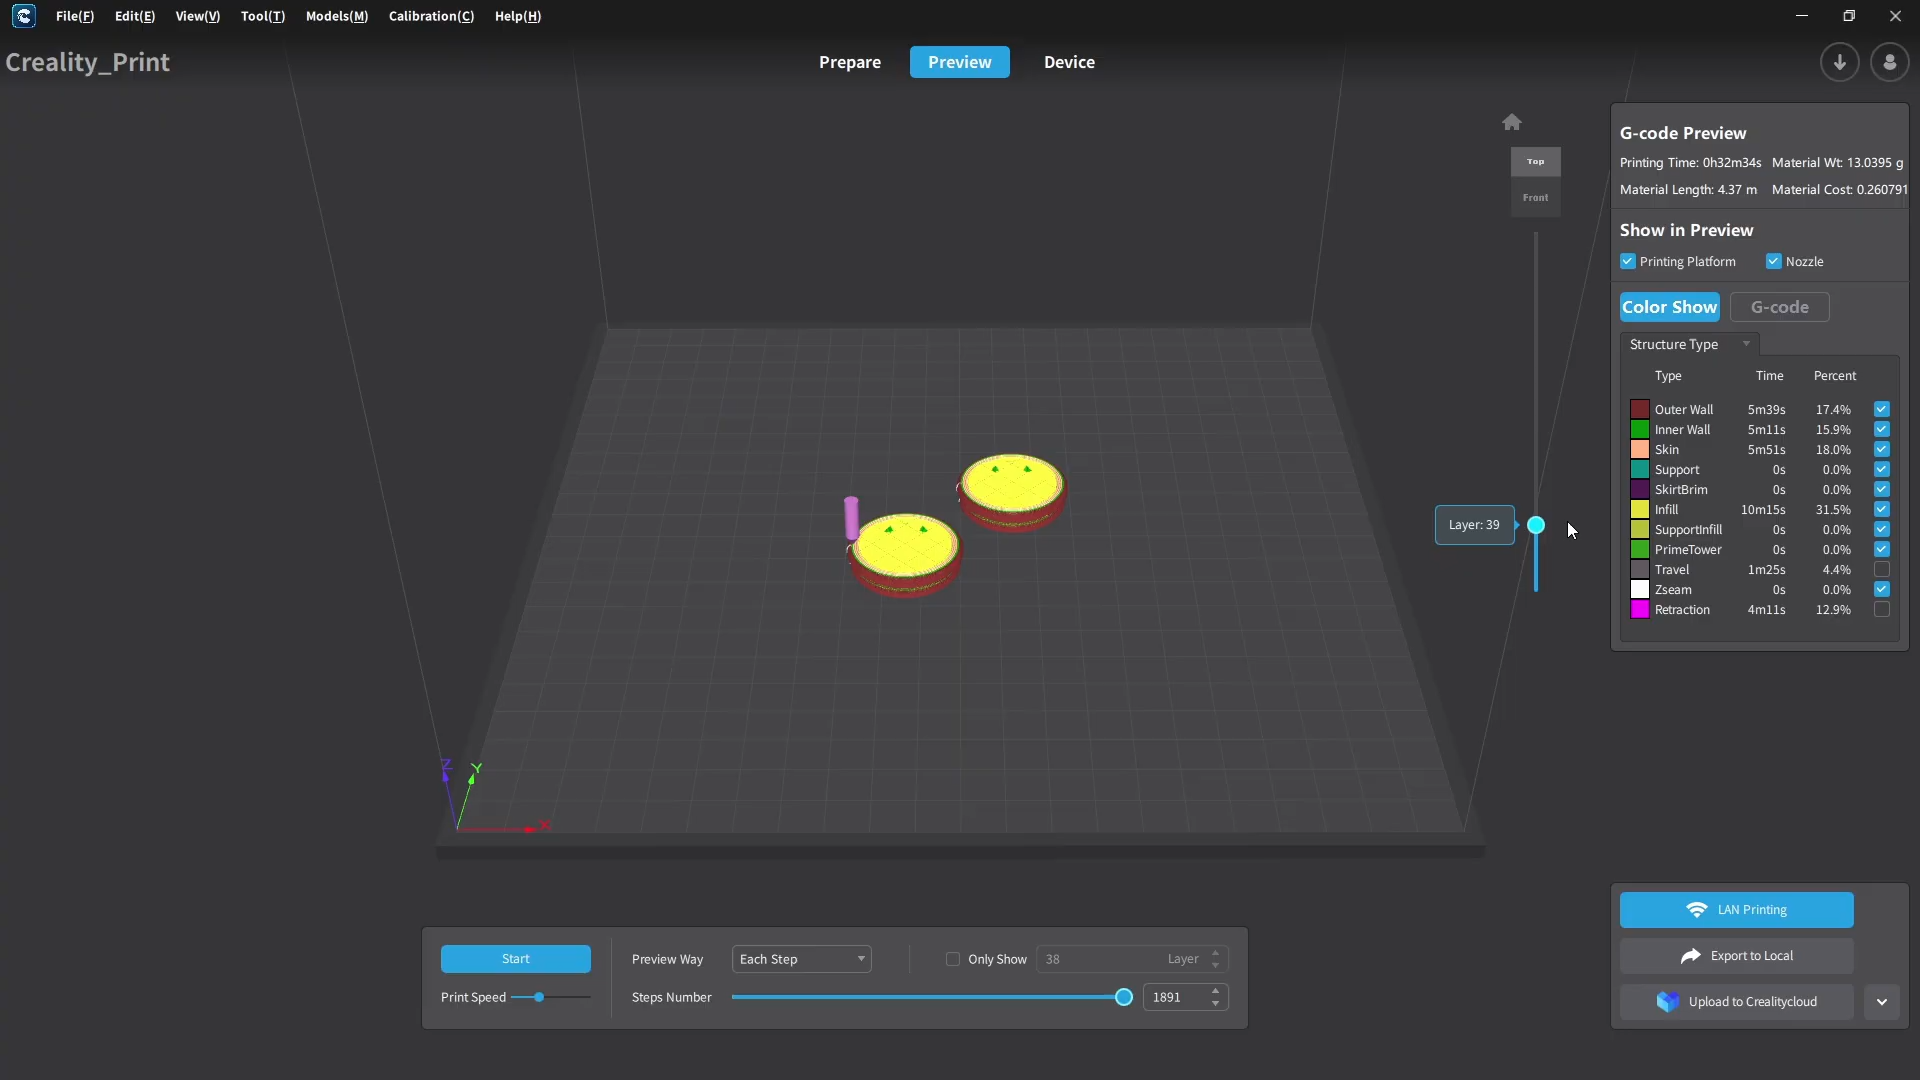 File(F) Edit(E) View(V) Tool(T) Models(M) Calibration(C) Help(H)
Creality_Print
Prepare Preview Device
Top
Front
G-code Preview
Printing Time: 0h32m34s Material Wt: 13.0395 g
Material Length: 4.37 m Material Cost: 0.260791
Show in Preview
Printing Platform Nozzle
Color Show G-code
Structure Type
Type Time Percent
Outer Wall 5m39s 17.4%
Inner Wall 5m11s 15.9%
Skin 5m51s 18.0%
Support 0s 0.0%
SkirtBrim 0s 0.0%
Infill 10m15s 31.5%
SupportInfill 0s 0.0%
PrimeTower 0s 0.0%
Travel 1m25s 4.4%
Zseam 0s 0.0%
Retraction 4m11s 12.9%
Layer: 39
Z
Y
X
Start
Preview Way Each Step
Only Show 38 Layer
Print Speed
Steps Number 1891
LAN Printing
Export to Local
Upload to Crealitycloud